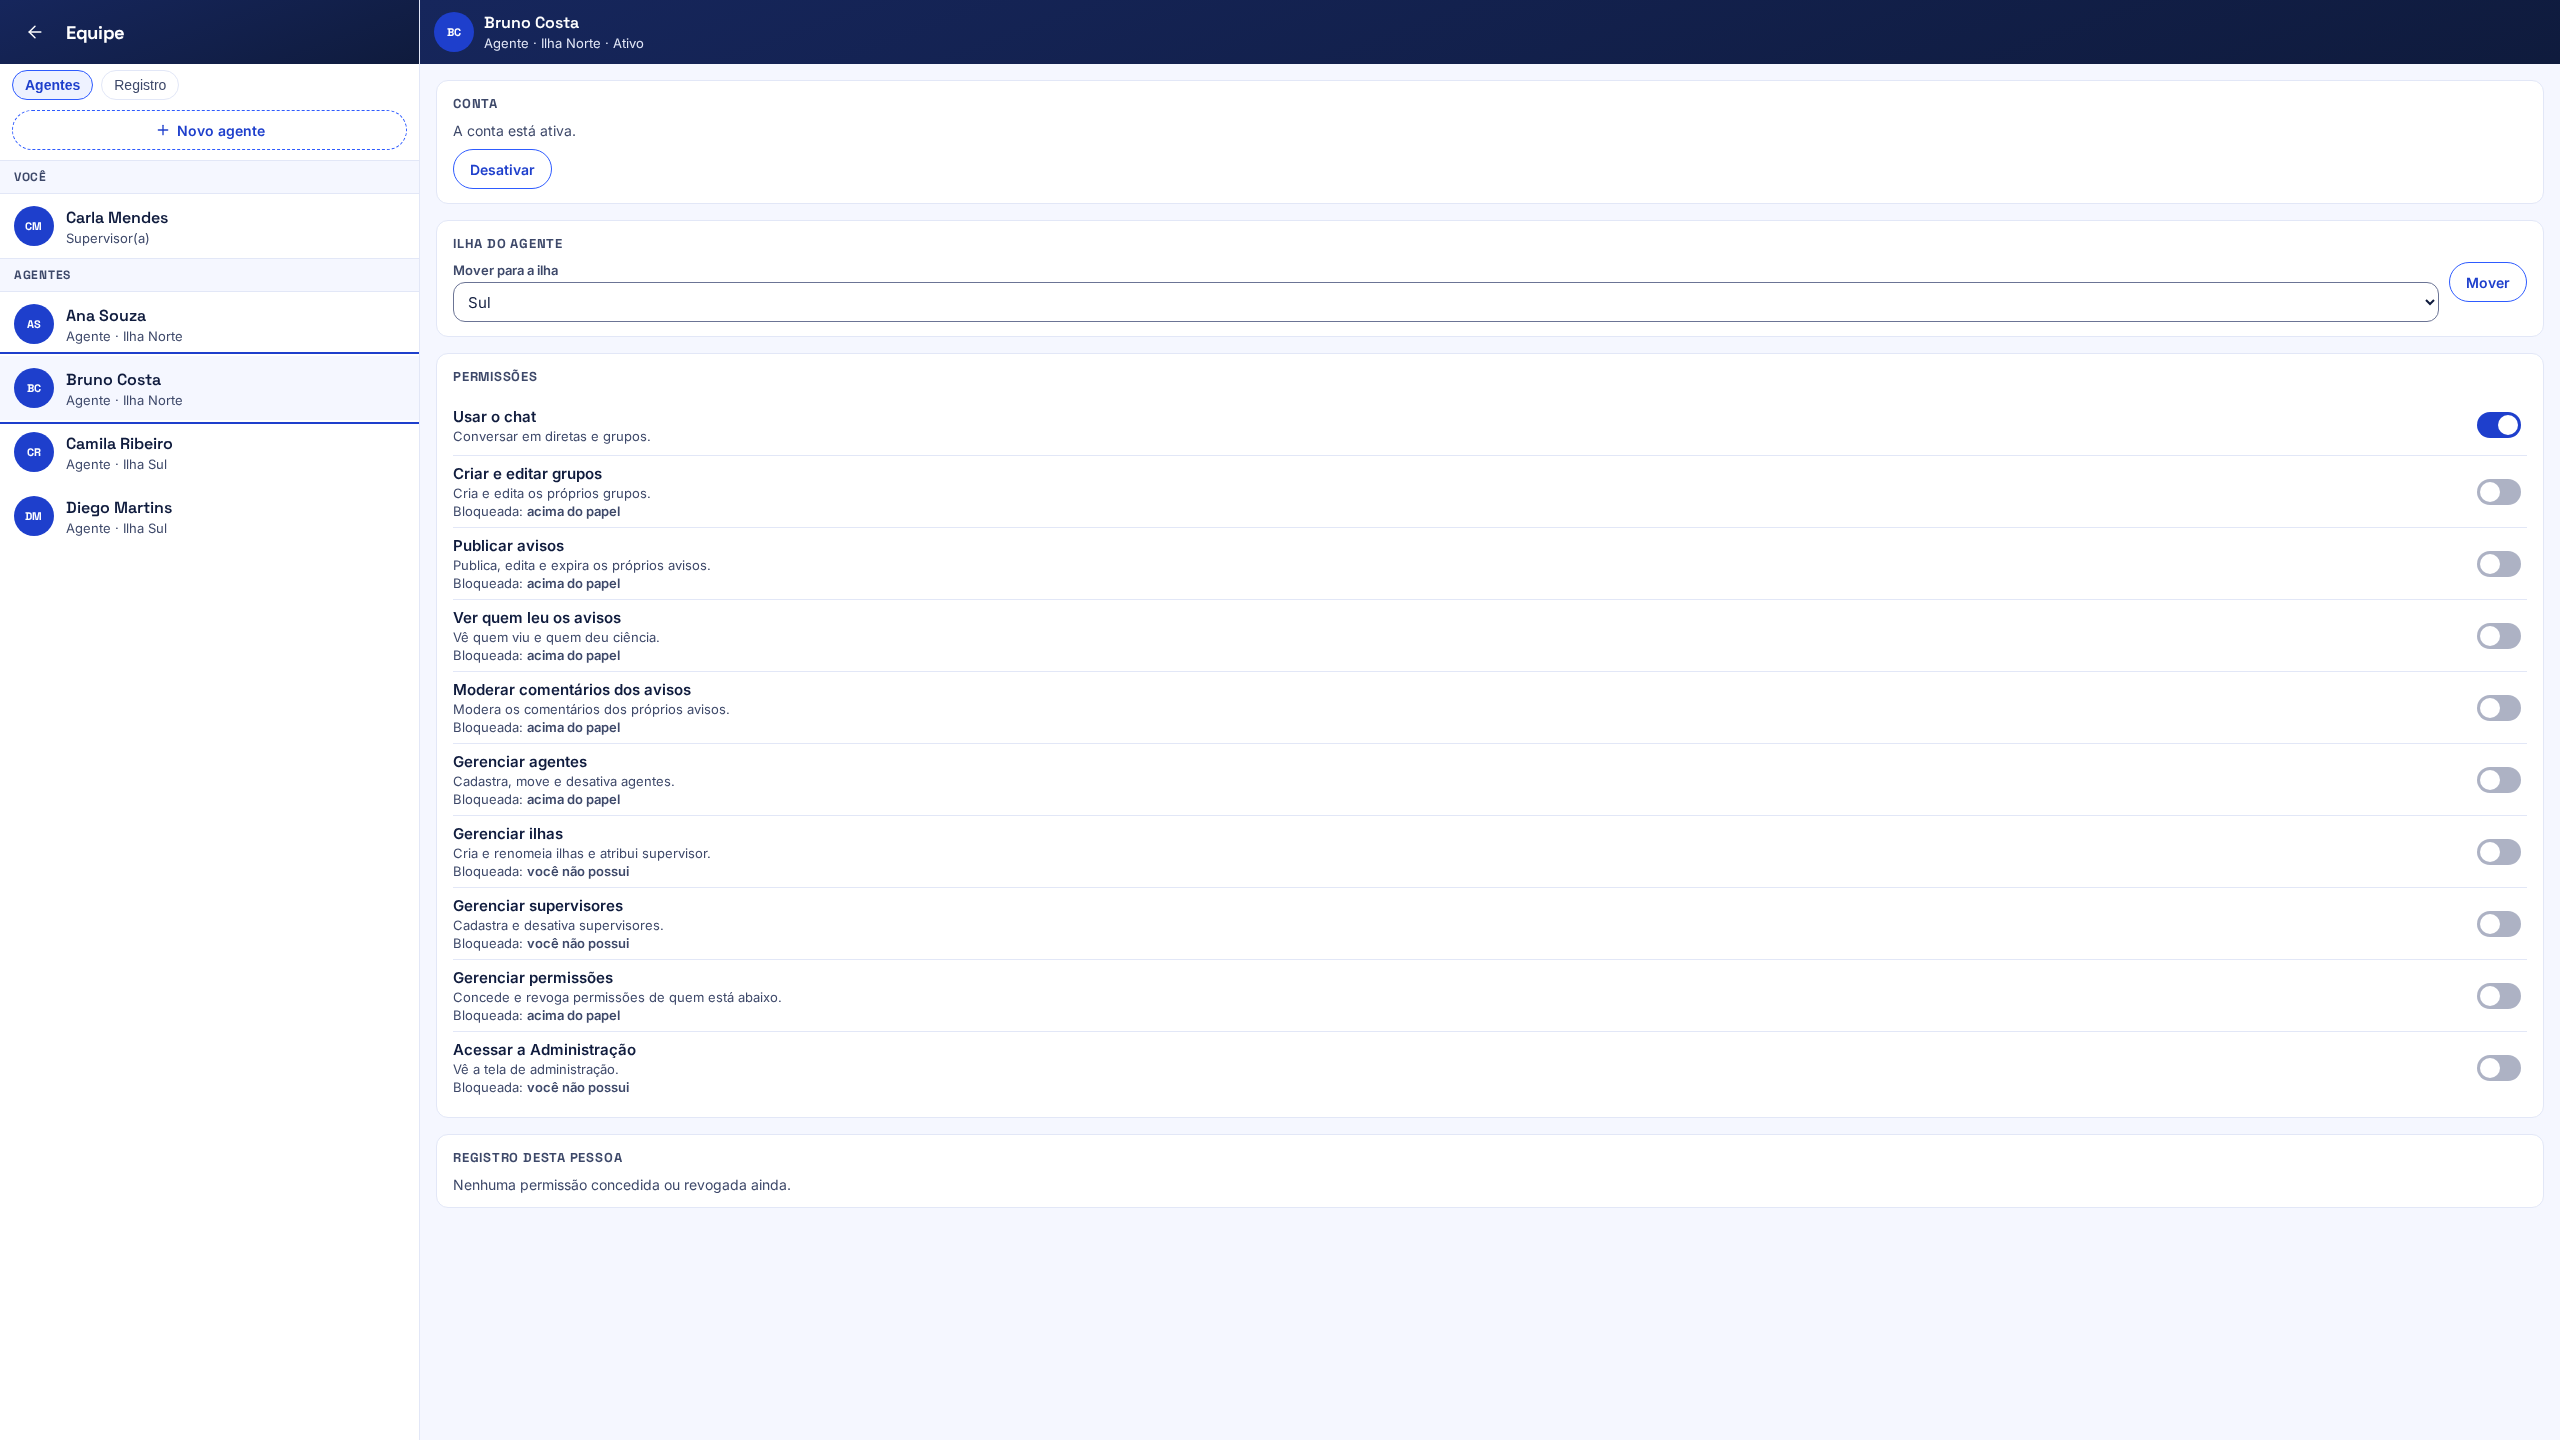 Equipe
Agentes
Registro
Novo agente
VOCÊ
CM
Carla Mendes
Supervisor(a)
AGENTES
AS
Ana Souza
Agente · Ilha Norte
BC
Bruno Costa
Agente · Ilha Norte
CR
Camila Ribeiro
Agente · Ilha Sul
DM
Diego Martins
Agente · Ilha Sul
BC
Bruno Costa
Agente · Ilha Norte · Ativo
CONTA
A conta está ativa.
Desativar
ILHA DO AGENTE
Mover para a ilha
Sul
Mover
PERMISSÕES
Usar o chat
Conversar em diretas e grupos.
Criar e editar grupos
Cria e edita os próprios grupos.
Bloqueada: acima do papel
Publicar avisos
Publica, edita e expira os próprios avisos.
Bloqueada: acima do papel
Ver quem leu os avisos
Vê quem viu e quem deu ciência.
Bloqueada: acima do papel
Moderar comentários dos avisos
Modera os comentários dos próprios avisos.
Bloqueada: acima do papel
Gerenciar agentes
Cadastra, move e desativa agentes.
Bloqueada: acima do papel
Gerenciar ilhas
Cria e renomeia ilhas e atribui supervisor.
Bloqueada: você não possui
Gerenciar supervisores
Cadastra e desativa supervisores.
Bloqueada: você não possui
Gerenciar permissões
Concede e revoga permissões de quem está abaixo.
Bloqueada: acima do papel
Acessar a Administração
Vê a tela de administração.
Bloqueada: você não possui
REGISTRO DESTA PESSOA
Nenhuma permissão concedida ou revogada ainda.